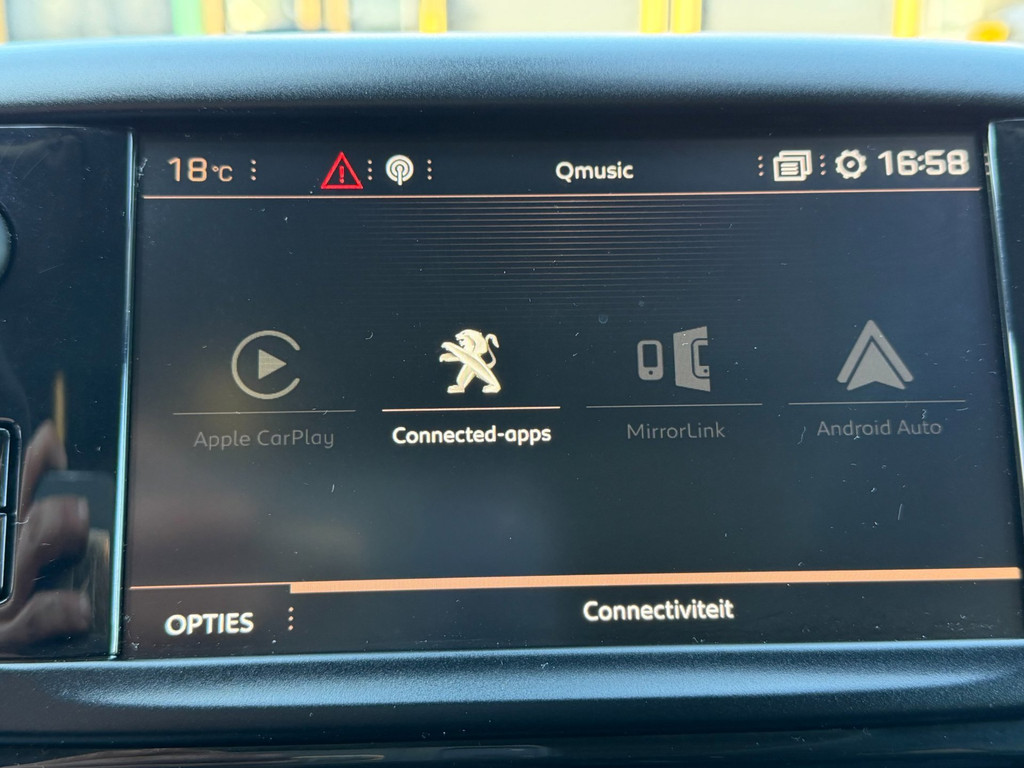 18°C
Qmusic
16:58
Apple CarPlay
Connected-apps
MirrorLink
Android Auto
OPTIES
Connectiviteit